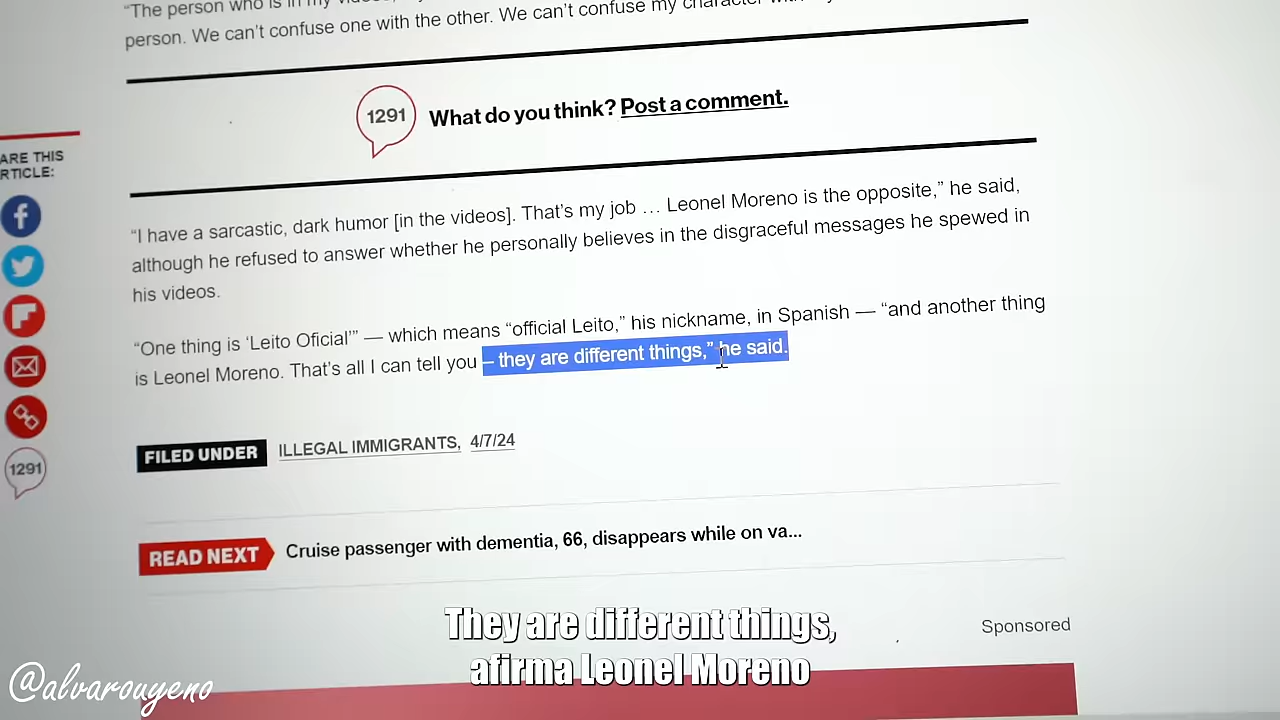 “The person who is in my
person. We can’t confuse one with the other. We can’t confuse my character
1291
What do you think? Post a comment.
ARE THIS
RTICLE:
“I have a sarcastic, dark humor [in the videos]. That’s my job … Leonel Moreno is the opposite,” he said,
although he refused to answer whether he personally believes in the disgraceful messages he spewed in
his videos.
“One thing is ‘Leito Oficial’” — which means “official Leito,” his nickname, in Spanish — “and another thing
is Leonel Moreno. That’s all I can tell you – they are different things,” he said.
1291
FILED UNDER ILLEGAL IMMIGRANTS, 4/7/24
READ NEXT Cruise passenger with dementia, 66, disappears while on va...
Sponsored
They are different things,
afirma Leonel Moreno
@alvarouyeno